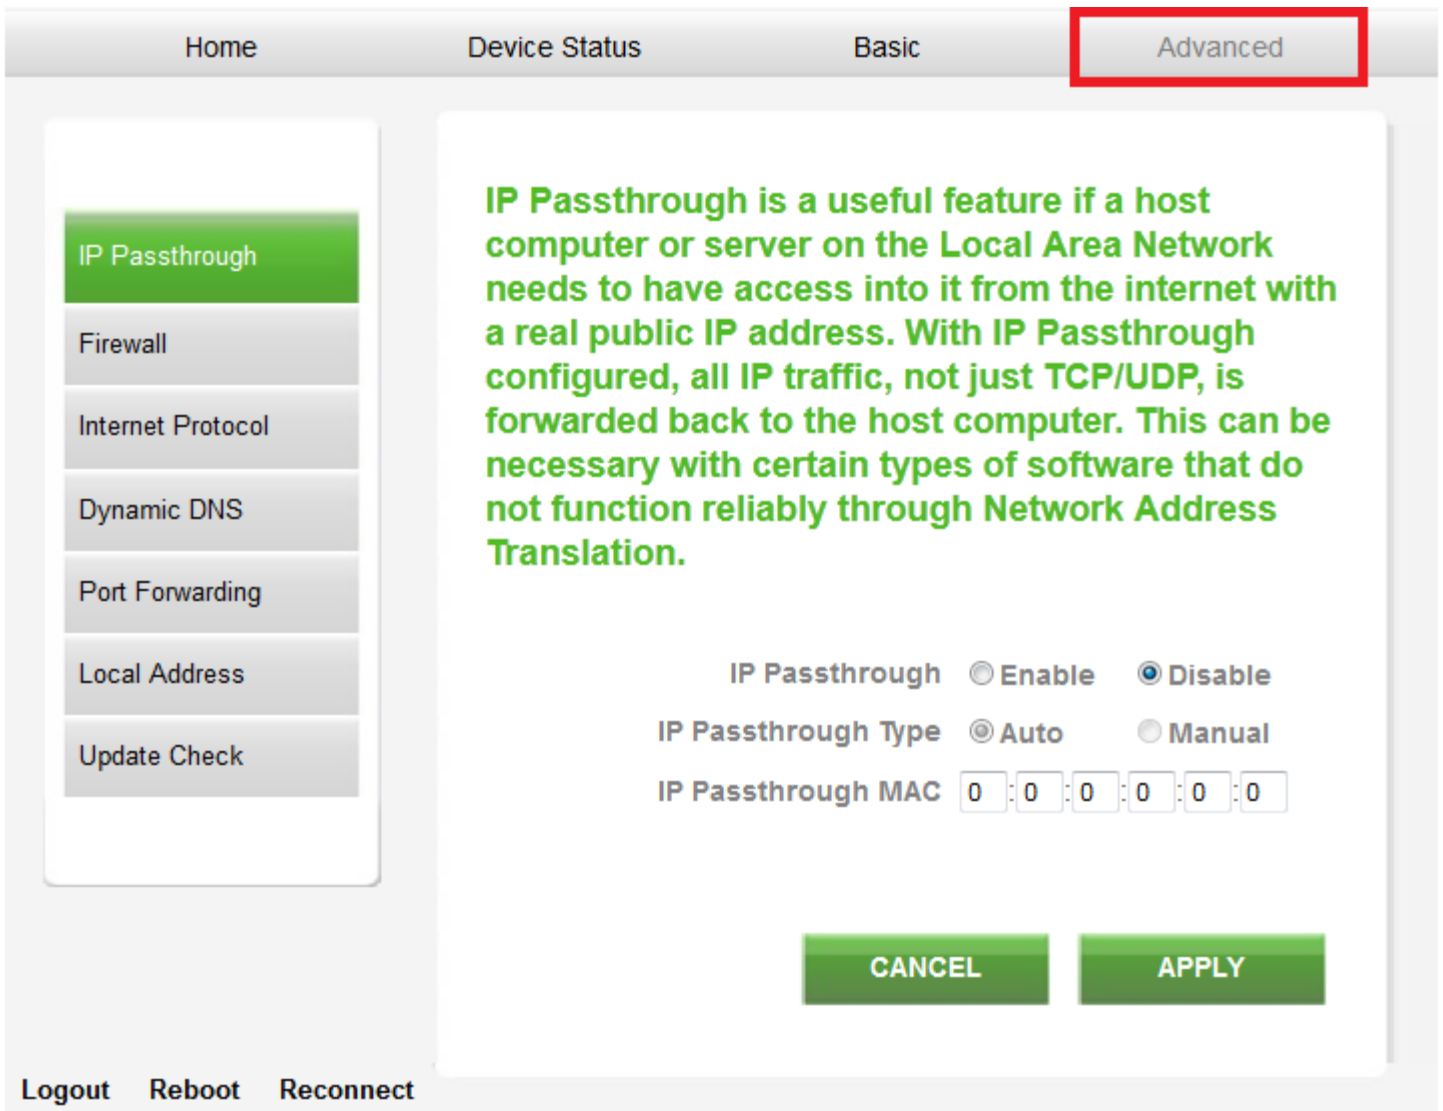 Home Device Status Basic Advanced
IP Passthrough
Firewall
Internet Protocol
Dynamic DNS
Port Forwarding
Local Address
Update Check
IP Passthrough is a useful feature if a host
computer or server on the Local Area Network
needs to have access into it from the internet with
a real public IP address. With IP Passthrough
configured, all IP traffic, not just TCP/UDP, is
forwarded back to the host computer. This can be
necessary with certain types of software that do
not function reliably through Network Address
Translation.
IP Passthrough Enable Disable
IP Passthrough Type Auto Manual
IP Passthrough MAC 0 : 0 : 0 : 0 : 0 : 0
CANCEL APPLY
Logout Reboot Reconnect